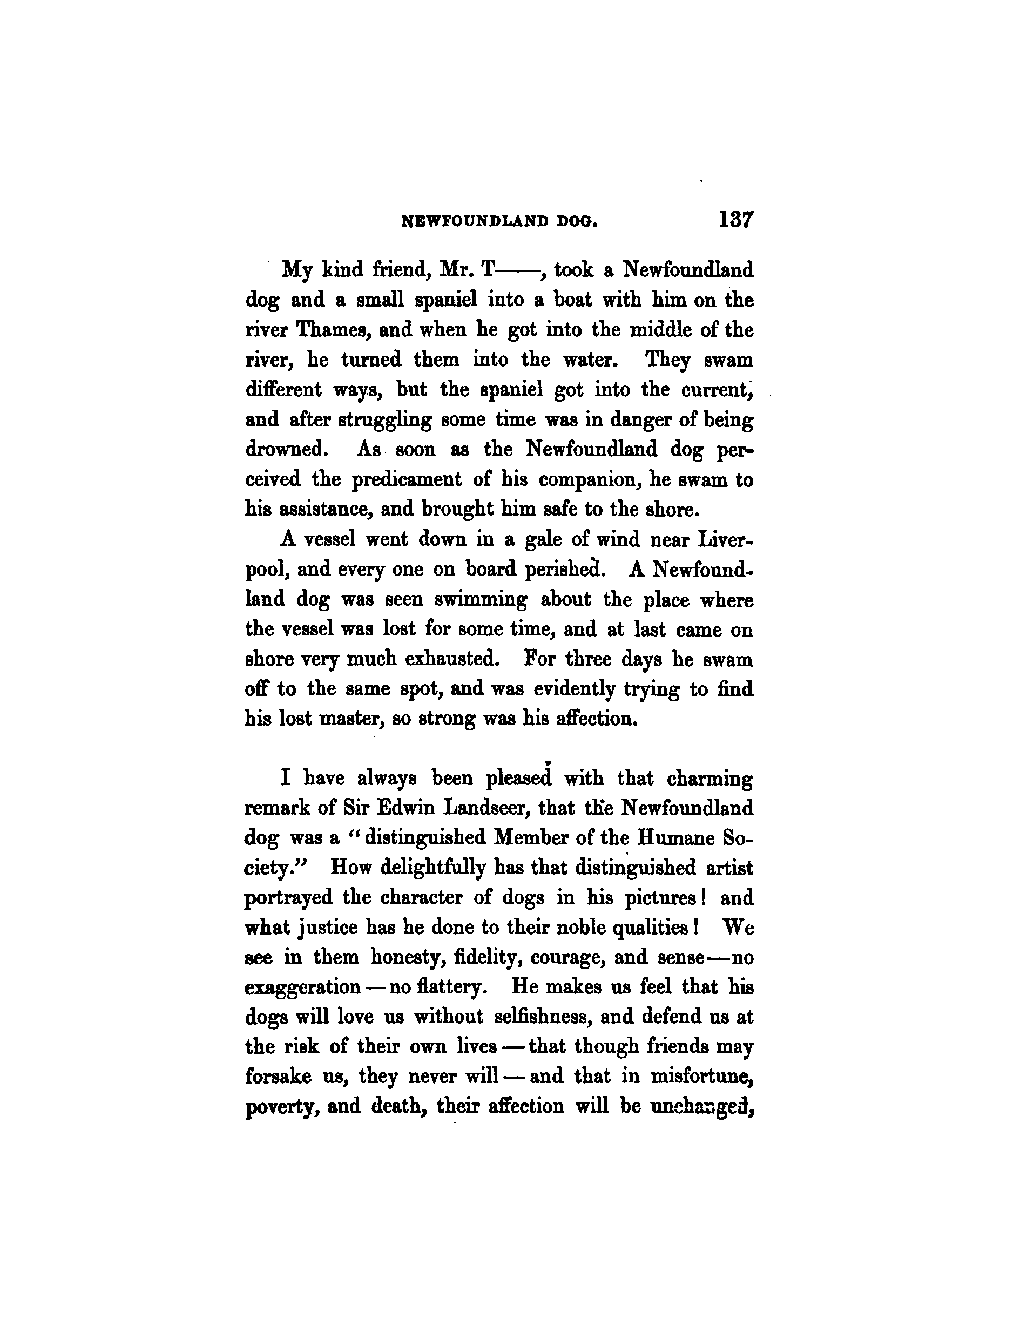 NEWFOUNDLAND DOG. 137
My kind friend, Mr. T——, took a Newfoundland
dog and a small spaniel into a boat with him on the
river Thames, and when he got into the middle of the
river, he turned them into the water. They swam
different ways, but the spaniel got into the current,
and after struggling some time was in danger of being
drowned. As soon as the Newfoundland dog per-
ceived the predicament of his companion, he swam to
his assistance, and brought him safe to the shore.
A vessel went down in a gale of wind near Liver-
pool, and every one on board perished. A Newfound-
land dog was seen swimming about the place where
the vessel was lost for some time, and at last came on
shore very much exhausted. For three days he swam
off to the same spot, and was evidently trying to find
his lost master, so strong was his affection.
I have always been pleased with that charming
remark of Sir Edwin Landseer, that the Newfoundland
dog was a "distinguished Member of the Humane So-
ciety." How delightfully has that distinguished artist
portrayed the character of dogs in his pictures! and
what justice has he done to their noble qualities! We
see in them honesty, fidelity, courage, and sense—no
exaggeration—no flattery. He makes us feel that his
dogs will love us without selfishness, and defend us at
the risk of their own lives—that though friends may
forsake us, they never will—and that in misfortune,
poverty, and death, their affection will be unchanged,